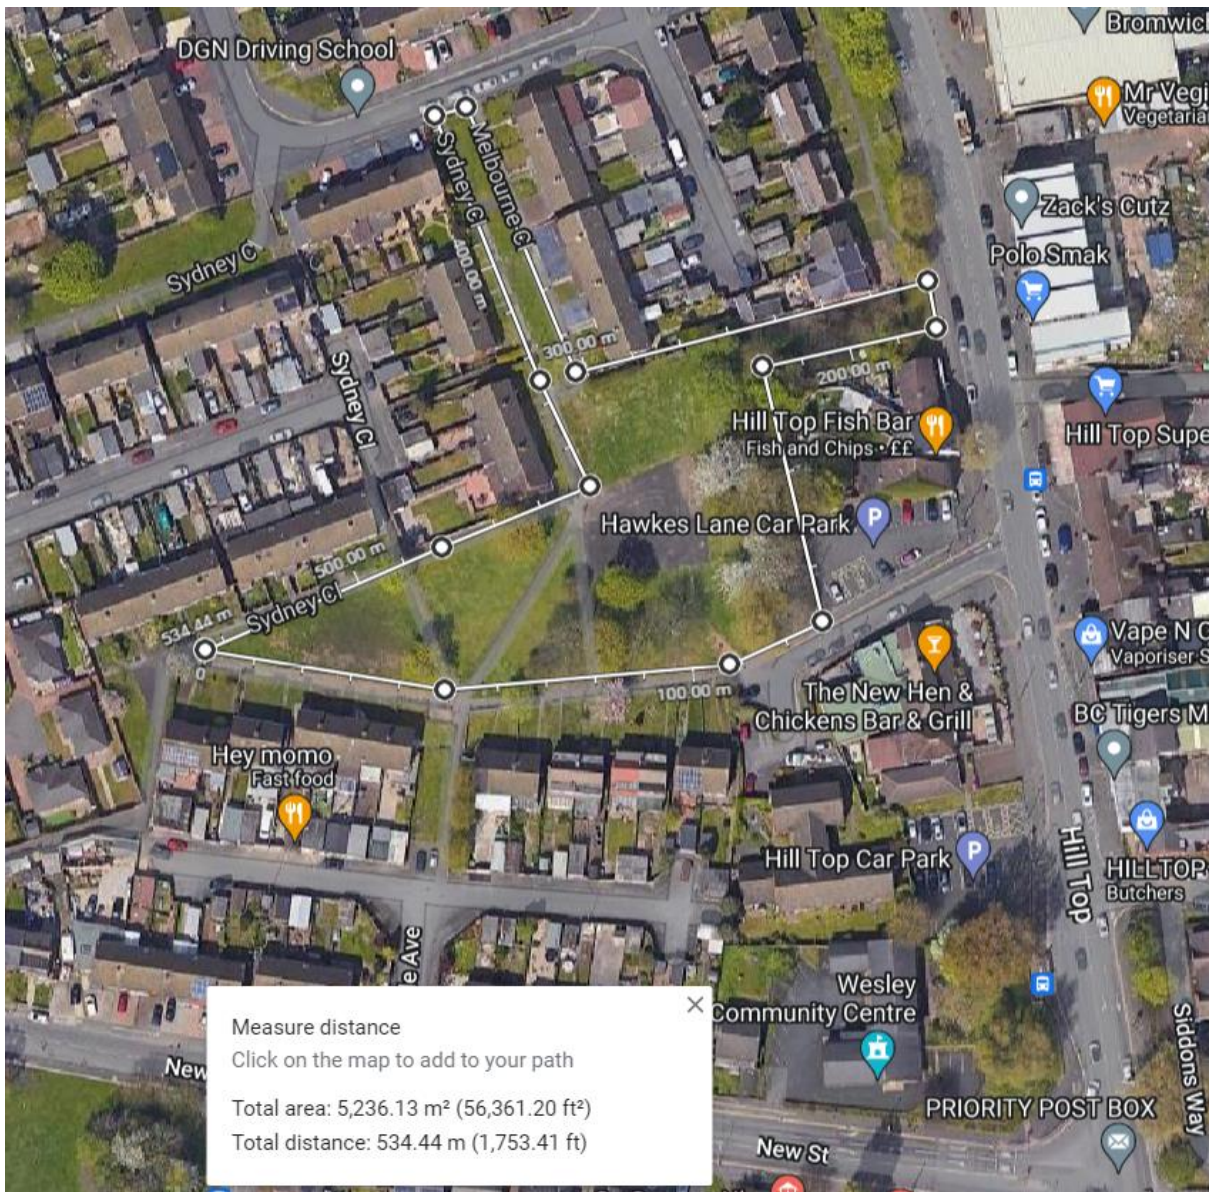 Bromwic
DGN Driving School
Mr Vegi
Vegetaria
Sydney Cl
Melbourne Cl
Zack's Cutz
Sydney C
400.00 m
Polo Smak
300.00 m
Sydney Cl
200.00 m
Hill Top Fish Bar
Fish and Chips • ££
Hill Top Supe
Hawkes Lane Car Park
P
500.00 m
Sydney Cl
534.44 m
0
100.00 m
Vape N C
Vaporiser S
The New Hen &
Chickens Bar & Grill
BC Tigers M
Hey momo
Fast food
Hill Top Car Park
P
Hill Top
HILLTOP
Butchers
e Ave
Wesley
Community Centre
Siddons Way
New
PRIORITY POST BOX
New St
Measure distance
Click on the map to add to your path
Total area: 5,236.13 m² (56,361.20 ft²)
Total distance: 534.44 m (1,753.41 ft)